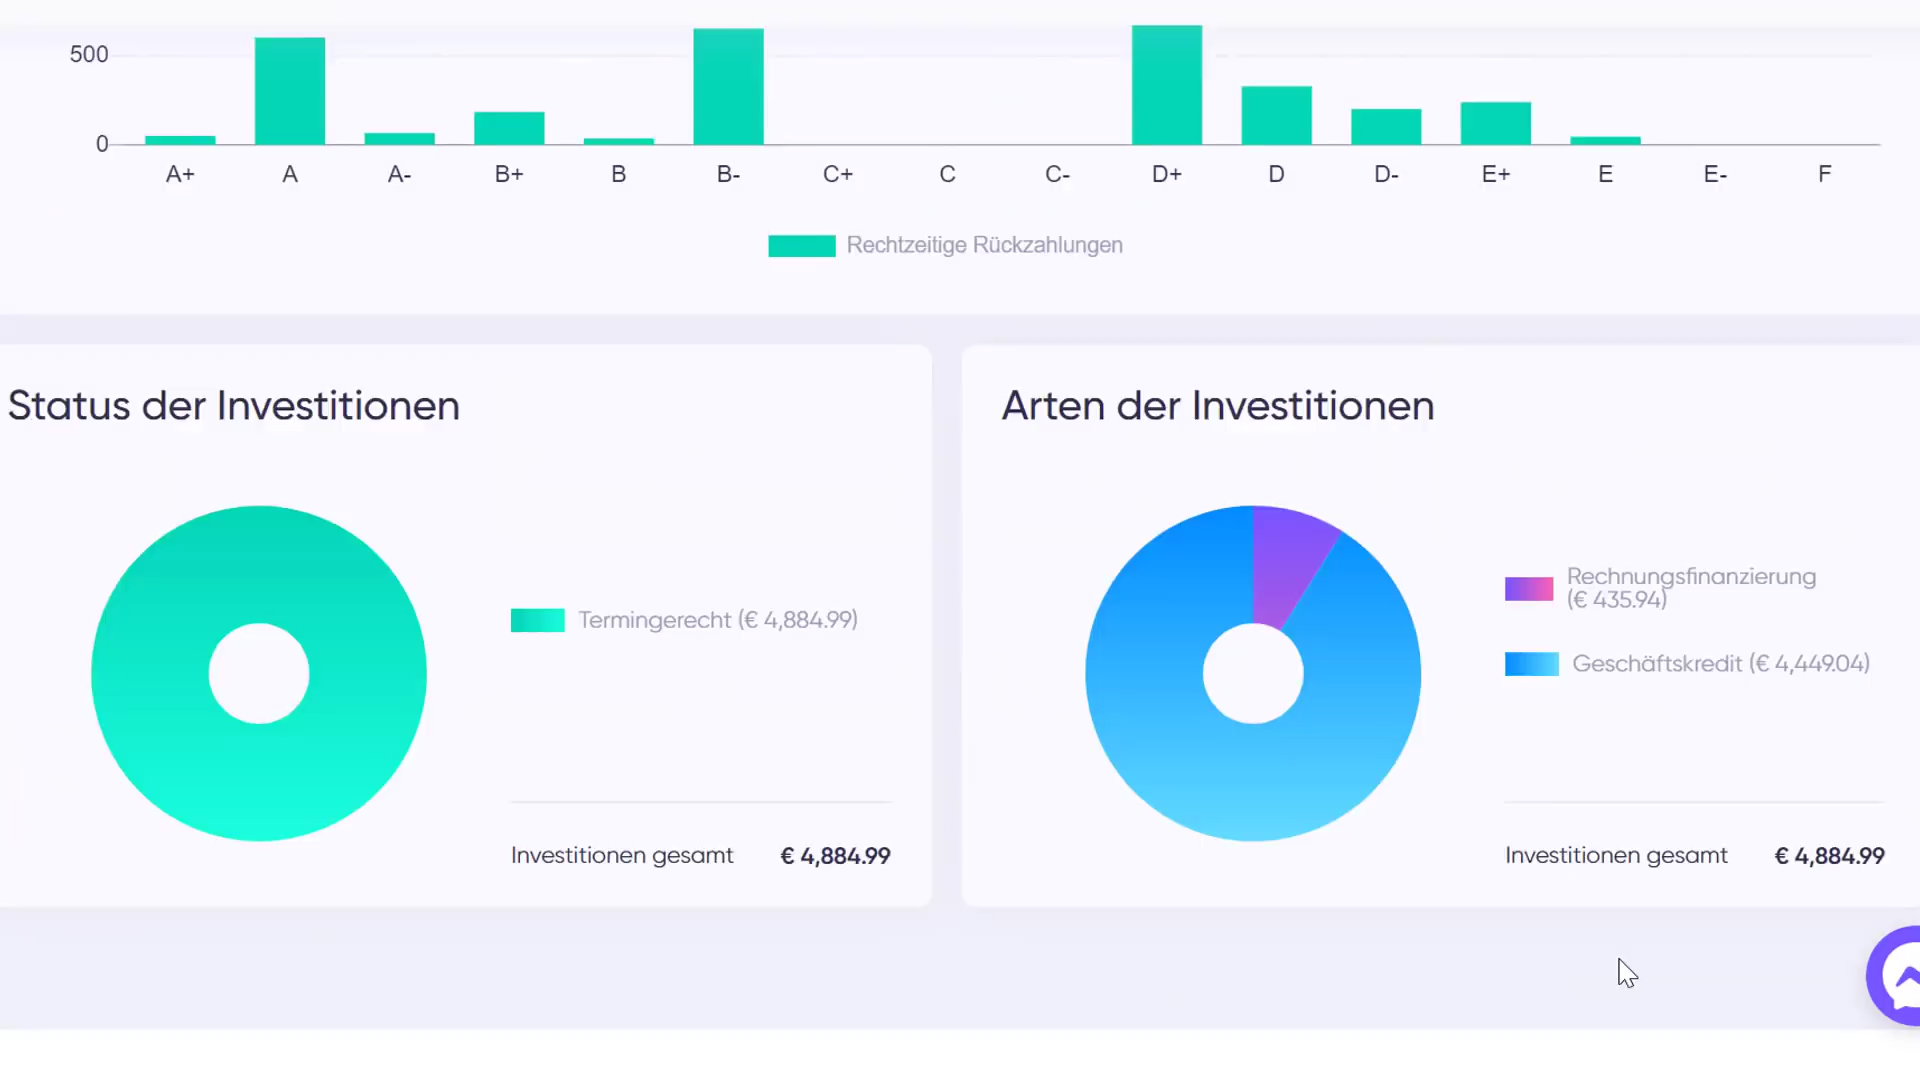 500
0
A+ A A- B+ B B- C+ C C- D+ D D- E+ E E- F
Rechtzeitige Rückzahlungen
Status der Investitionen
Termingerecht (€ 4,884.99)
Investitionen gesamt € 4,884.99
Arten der Investitionen
Rechnungsfinanzierung
(€ 435.94)
Geschäftskredit (€ 4,449.04)
Investitionen gesamt € 4,884.99